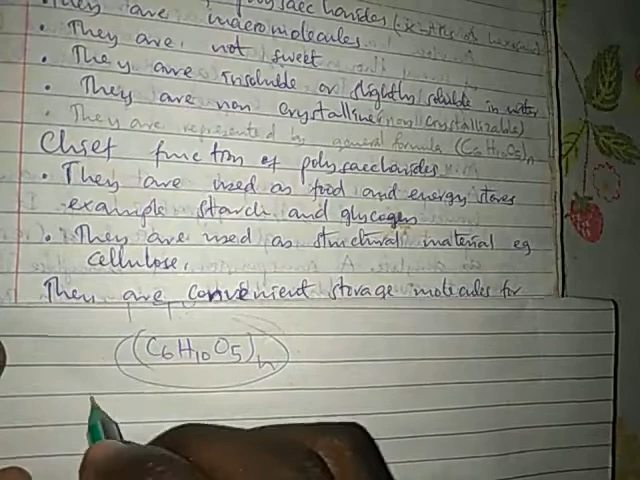 They are polysaccharides
macromolecules
• They are not sweet
• They are insoluble or slightly soluble in water
• They are non crystalline (non crystallizable)
• They are represented by general formula (C6H10O5)n
Chief function of polysaccharides
• They are used as food and energy stores
example starch and glycogen
• They are used as structural material eg
cellulose.
They are convenient storage molecules for
(C6H10O5)n